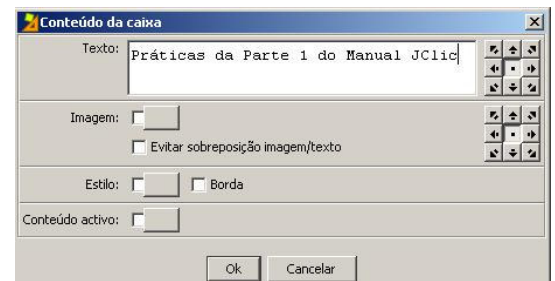 Conteúdo da caixa
Texto: Práticas da Parte 1 do Manual JClic
Imagem:
Evitar sobreposição imagem/texto
Estilo: Borda
Conteúdo activo:
Ok Cancelar